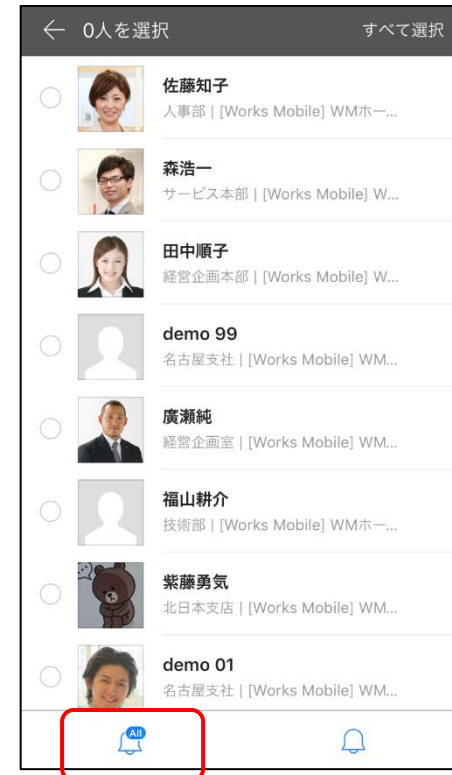 ← 0人を選択 すべて選択
佐藤知子
人事部 | [Works Mobile] WMホー...
森浩一
サービス本部 | [Works Mobile] W...
田中順子
経営企画本部 | [Works Mobile] W...
demo 99
名古屋支社 | [Works Mobile] WM...
廣瀬純
経営企画室 | [Works Mobile] WM...
福山耕介
技術部 | [Works Mobile] WMホー...
紫藤勇気
北日本支店 | [Works Mobile] WM...
demo 01
名古屋支社 | [Works Mobile] WM...
All